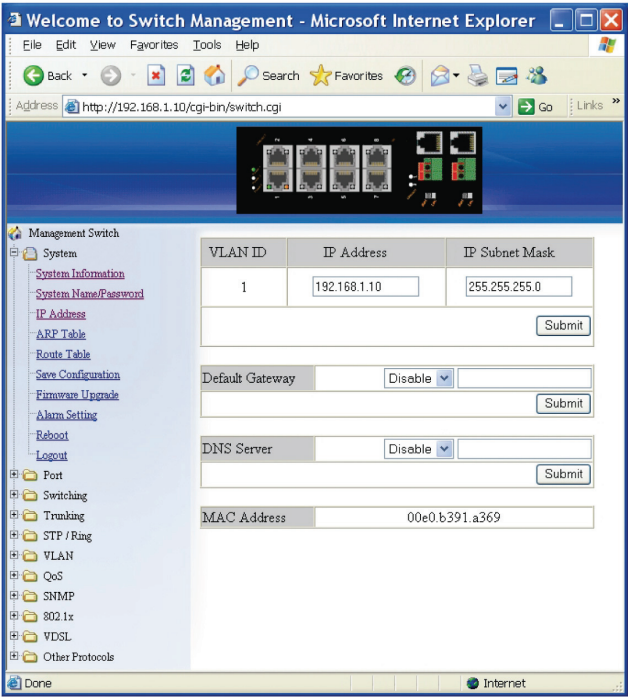 Welcome to Switch Management - Microsoft Internet Explorer
File Edit View Favorites Tools Help
Back Search Favorites
Address http://192.168.1.10/cgi-bin/switch.cgi Go Links »
Management Switch
System
System Information
System Name/Password
IP Address
ARP Table
Route Table
Save Configuration
Firmware Upgrade
Alarm Setting
Reboot
Logout
Port
Switching
Trunking
STP / Ring
VLAN
QoS
SNMP
802.1x
VDSL
Other Protocols
VLAN ID IP Address IP Subnet Mask
1 192.168.1.10 255.255.255.0
Submit
Default Gateway Disable
Submit
DNS Server Disable
Submit
MAC Address 00e0.b391.a369
Done Internet